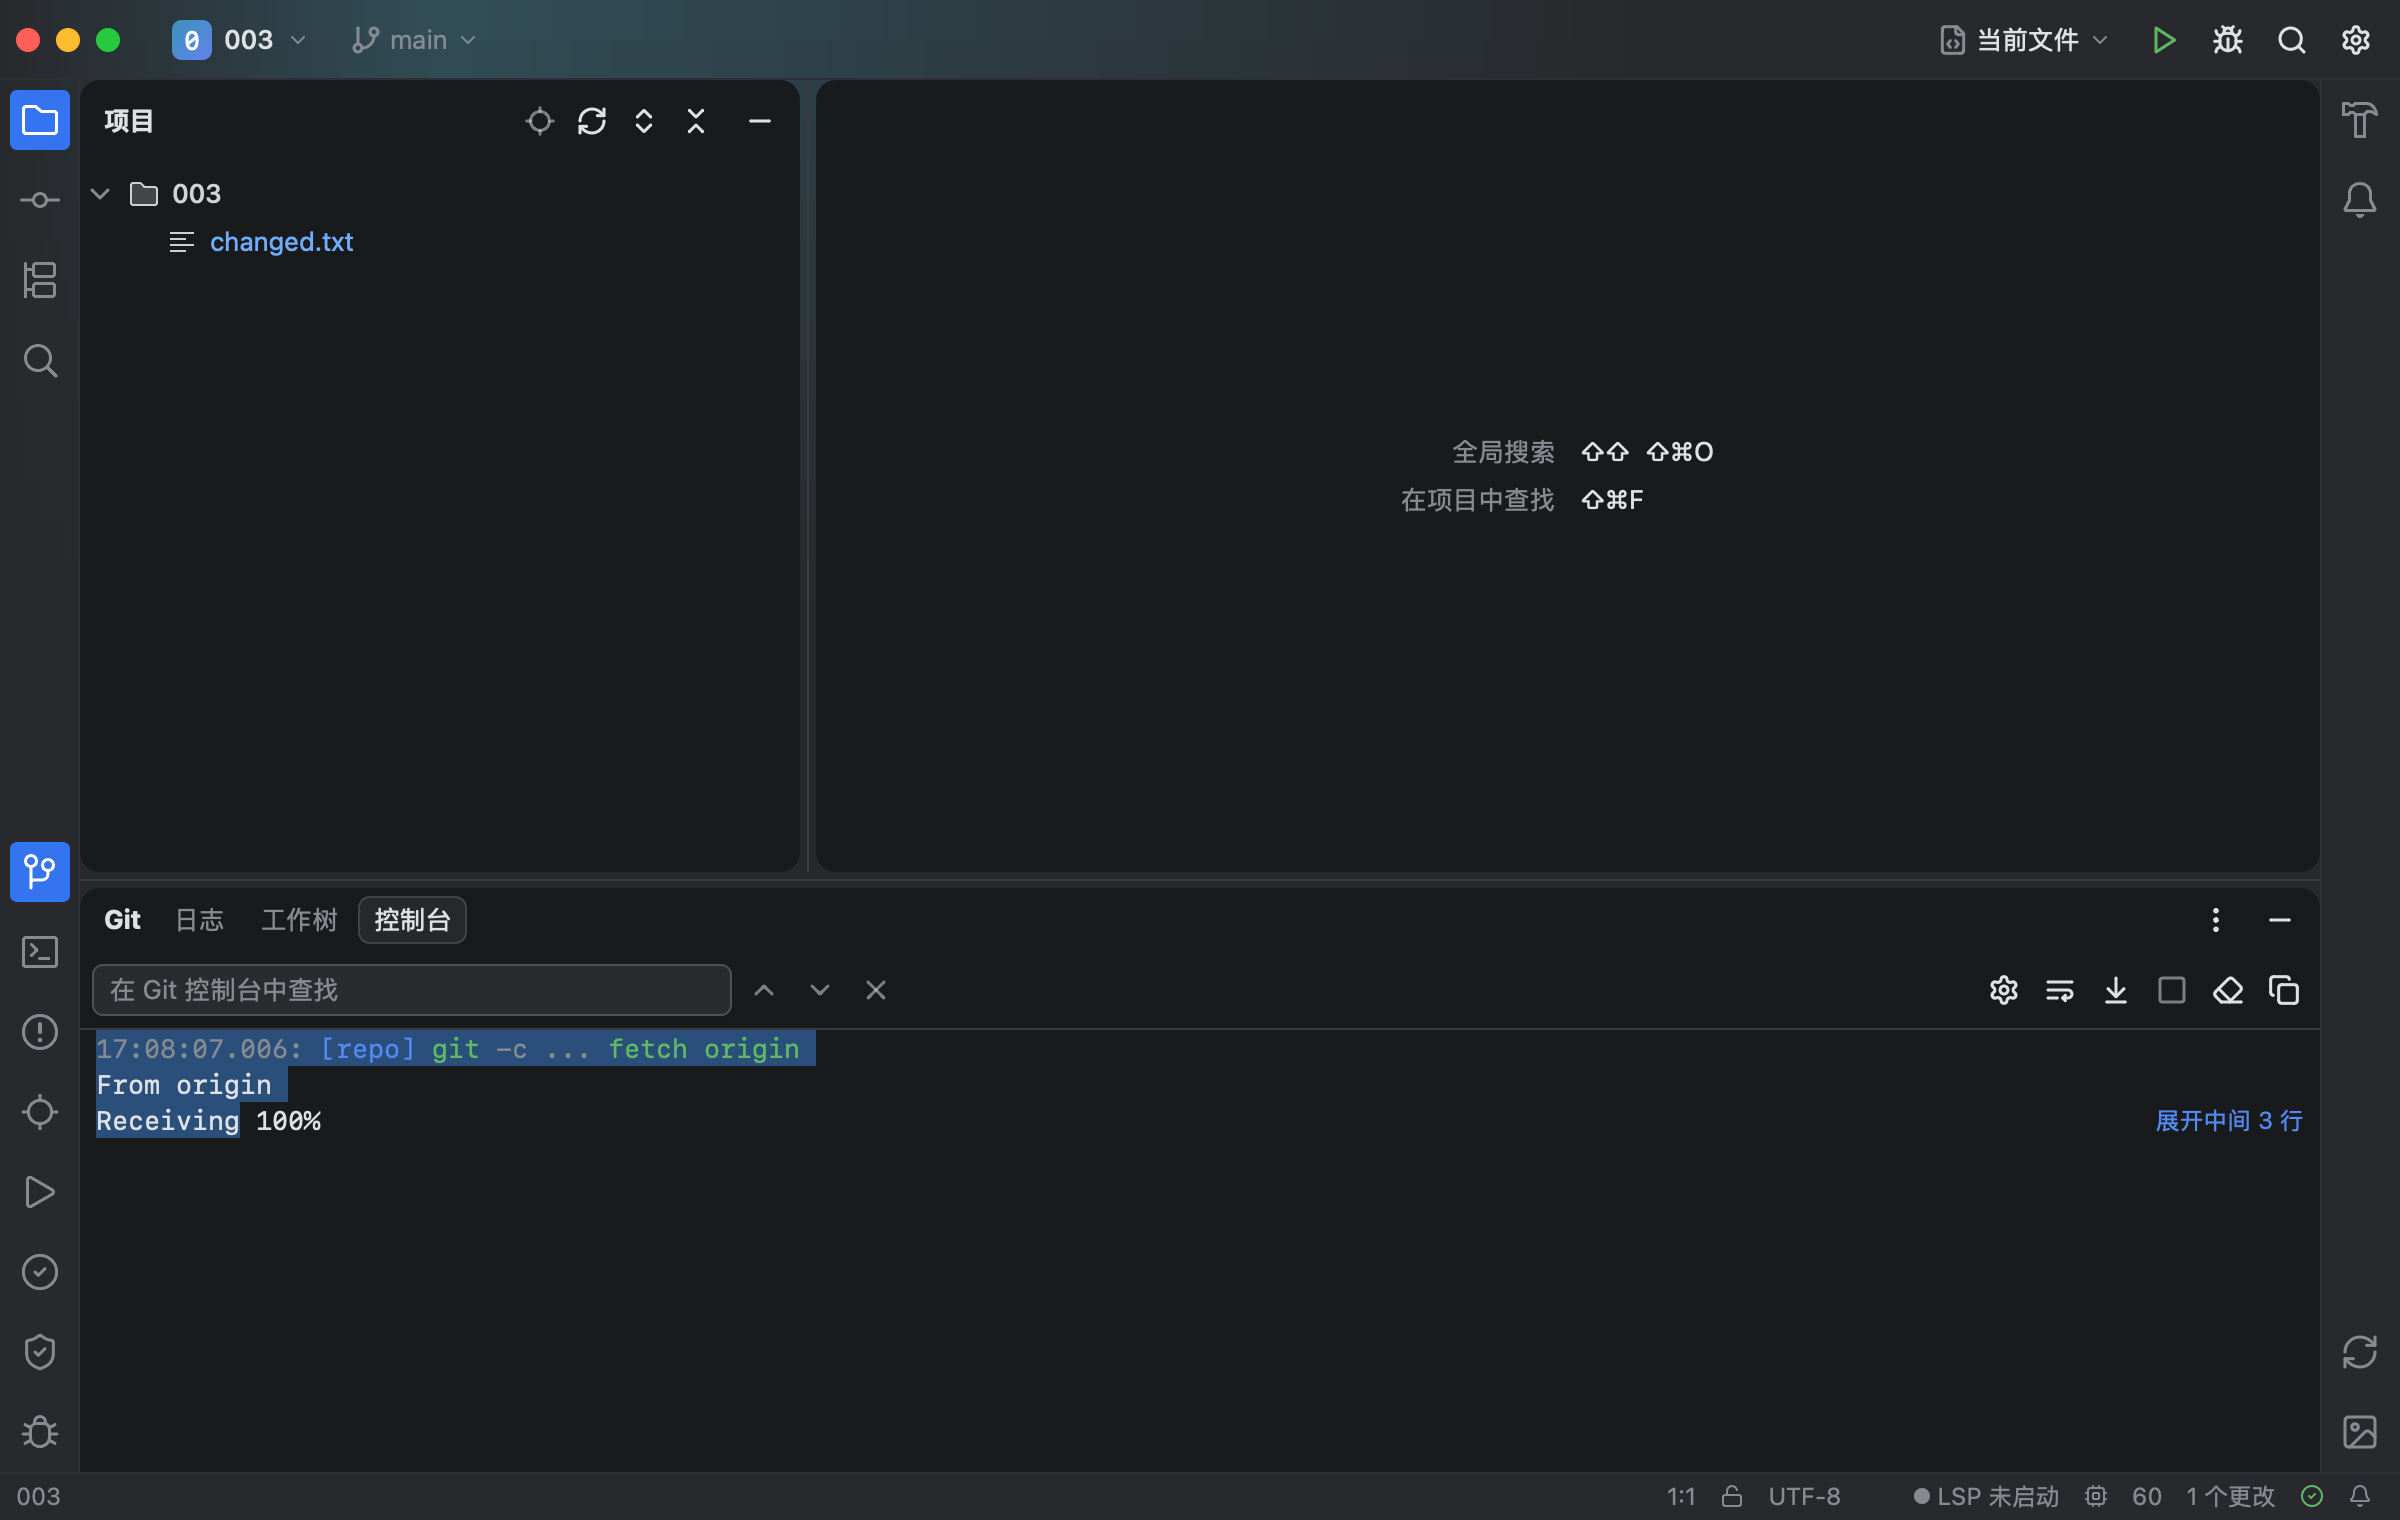 0 003 main 当前文件
项目
003
changed.txt
全局搜索 ⇧⇧ ⇧⌘O
在项目中查找 ⇧⌘F
Git 日志 工作树 控制台
在 Git 控制台中查找
17:08:07.006: [repo] git -c ... fetch origin
From origin
Receiving 100%
展开中间 3 行
003 1:1 UTF-8 LSP 未启动 60 1 个更改